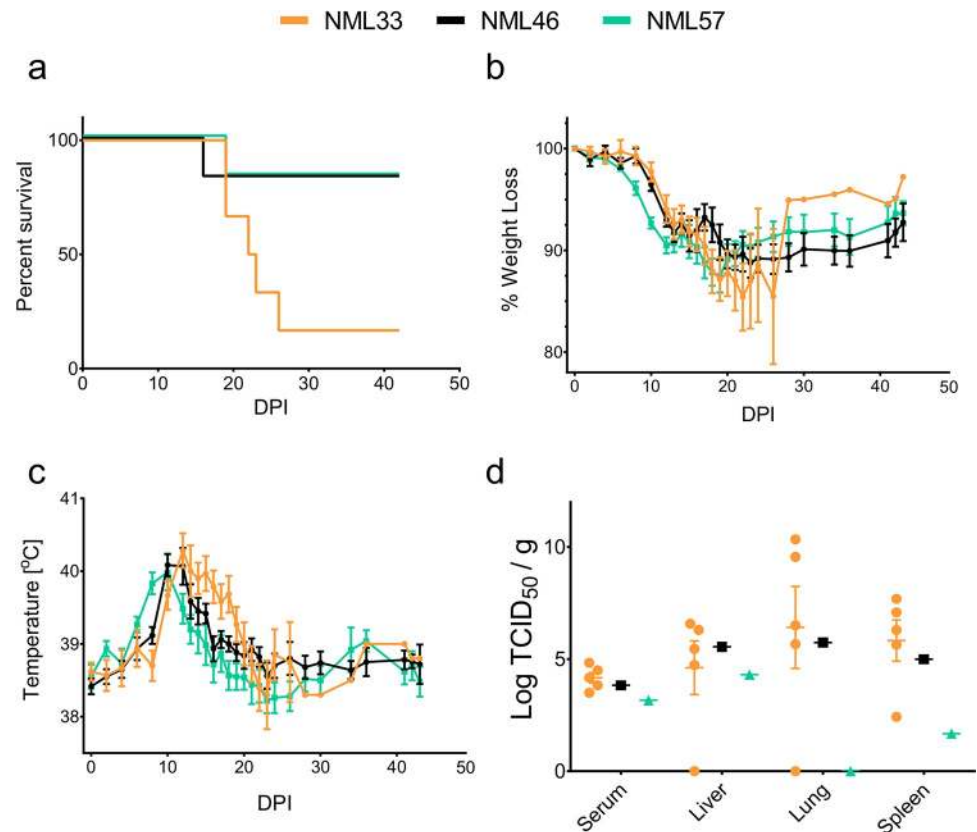 NML33 NML46 NML57
a
Percent survival
100
50
0
0 10 20 30 40 50
DPI
b
% Weight Loss
100
90
80
0 10 20 30 40 50
DPI
c
Temperature [°C]
41
40
39
38
0 10 20 30 40 50
DPI
d
Log TCID50 / g
10
5
0
Serum Liver Lung Spleen